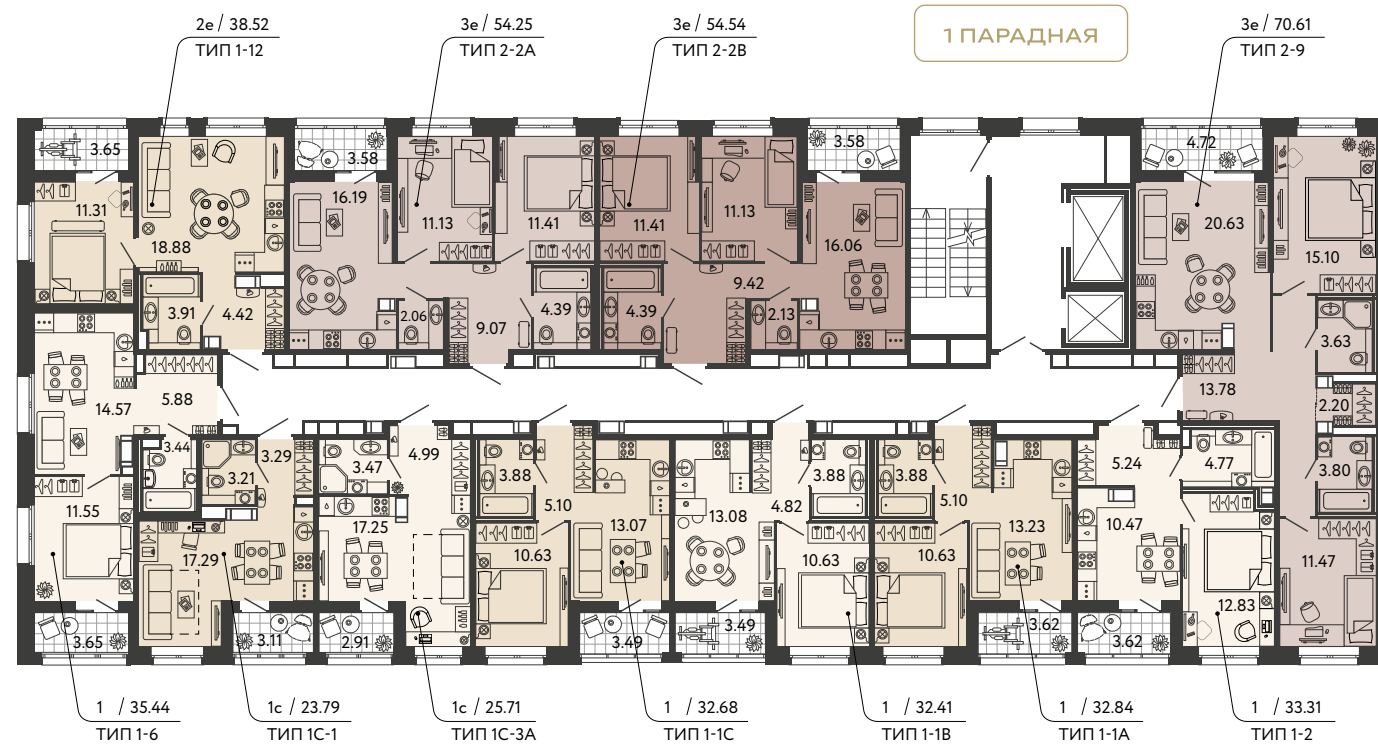 2е / 38.52
ТИП 1-12
3е / 54.25
ТИП 2-2А
3е / 54.54
ТИП 2-2В
1 ПАРАДНАЯ
3е / 70.61
ТИП 2-9
3.65
3.58
3.58
4.72
11.31
18.88
16.19
11.13
11.41
11.41
11.13
16.06
20.63
15.10
3.91
4.42
2.06
9.07
4.39
4.39
9.42
2.13
3.63
14.57
5.88
13.78
2.20
3.44
3.21
3.29
3.47
4.99
3.88
5.10
3.88
3.88
5.10
5.24
4.77
3.80
11.55
17.29
17.25
10.63
13.07
13.08
4.82
10.63
10.63
13.23
10.47
12.83
11.47
3.65
3.11
2.91
3.49
3.49
3.62
3.62
1 / 35.44
ТИП 1-6
1с / 23.79
ТИП 1С-1
1с / 25.71
ТИП 1С-3А
1 / 32.68
ТИП 1-1С
1 / 32.41
ТИП 1-1В
1 / 32.84
ТИП 1-1А
1 / 33.31
ТИП 1-2